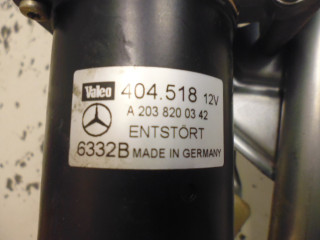 Valeo 404.518 12V
A 203 820 03 42
ENTSTÖRT
6332B MADE IN GERMANY